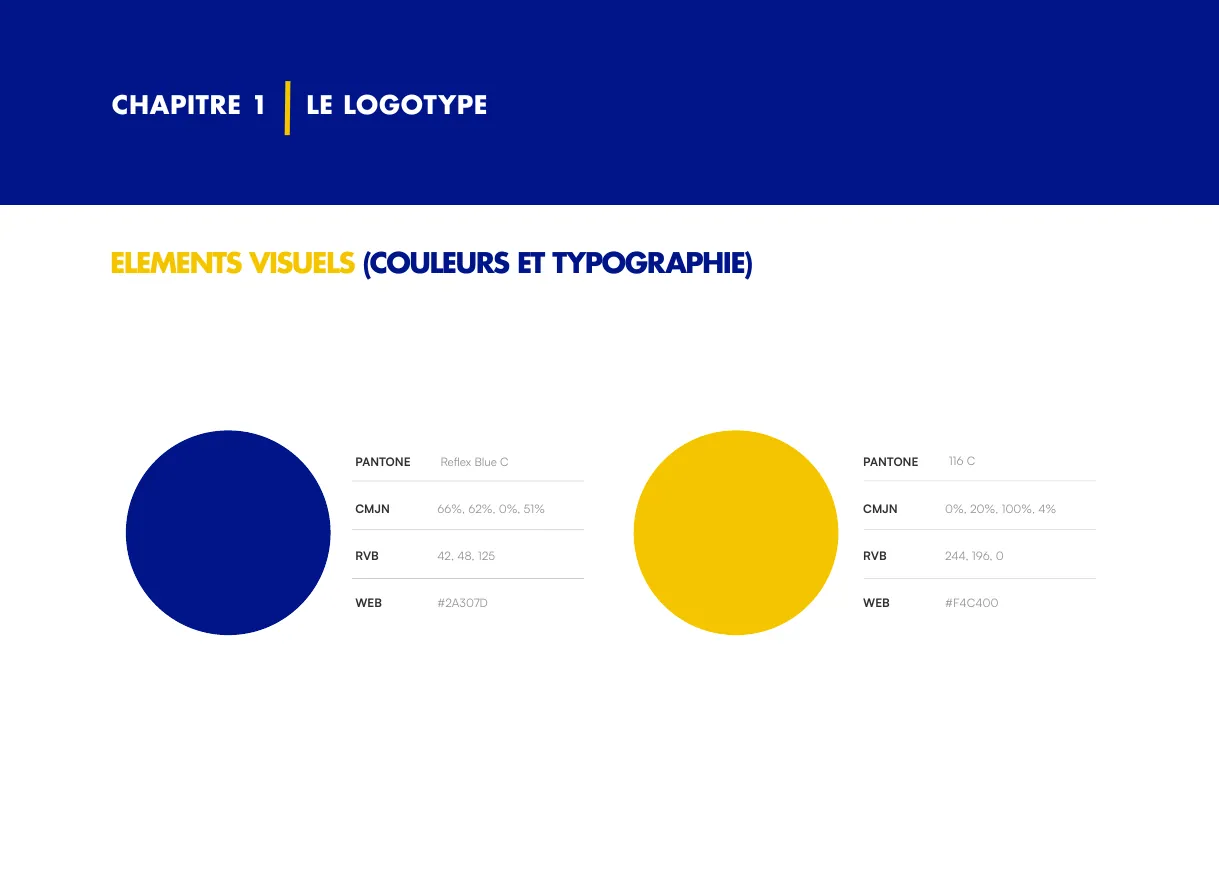 CHAPITRE 1 | LE LOGOTYPE
ELEMENTS VISUELS (COULEURS ET TYPOGRAPHIE)
PANTONE Reflex Blue C
CMJN 66%, 62%, 0%, 51%
RVB 42, 48, 125
WEB #2A307D
PANTONE 116 C
CMJN 0%, 20%, 100%, 4%
RVB 244, 196, 0
WEB #F4C400